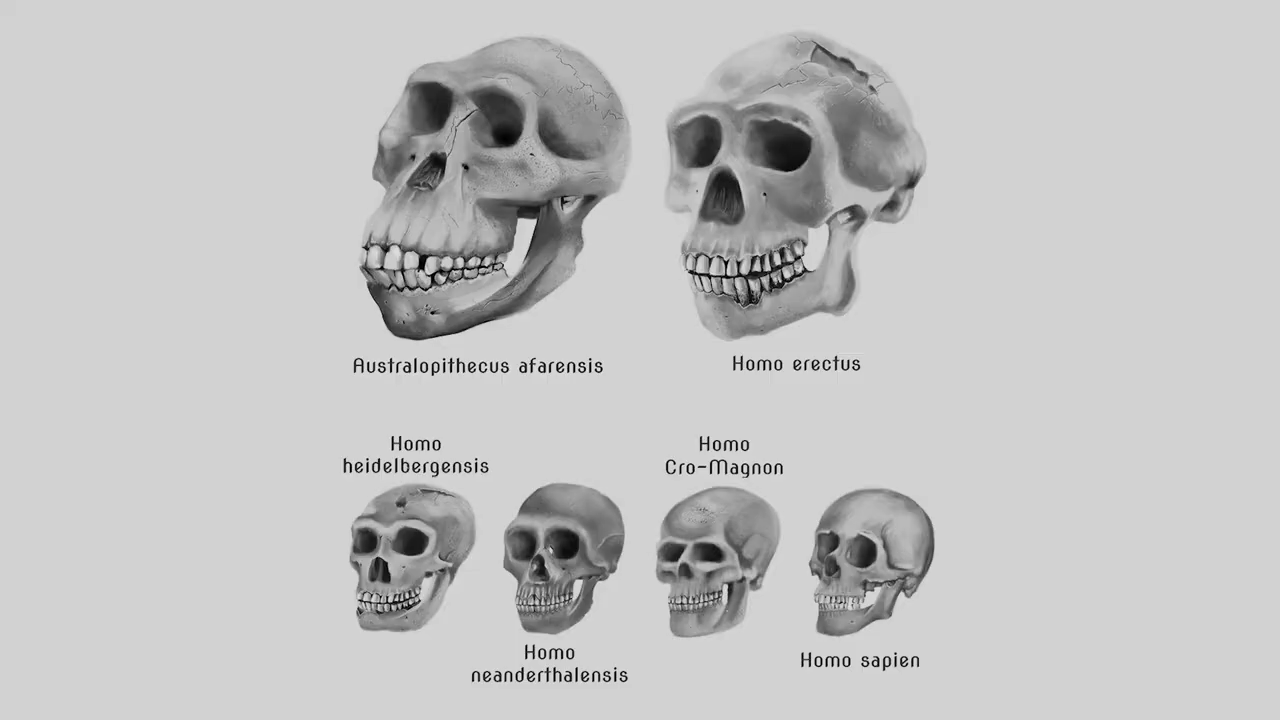 Australopithecus afarensis
Homo erectus
Homo
heidelbergensis
Homo
Cro-Magnon
Homo
neanderthalensis
Homo sapien